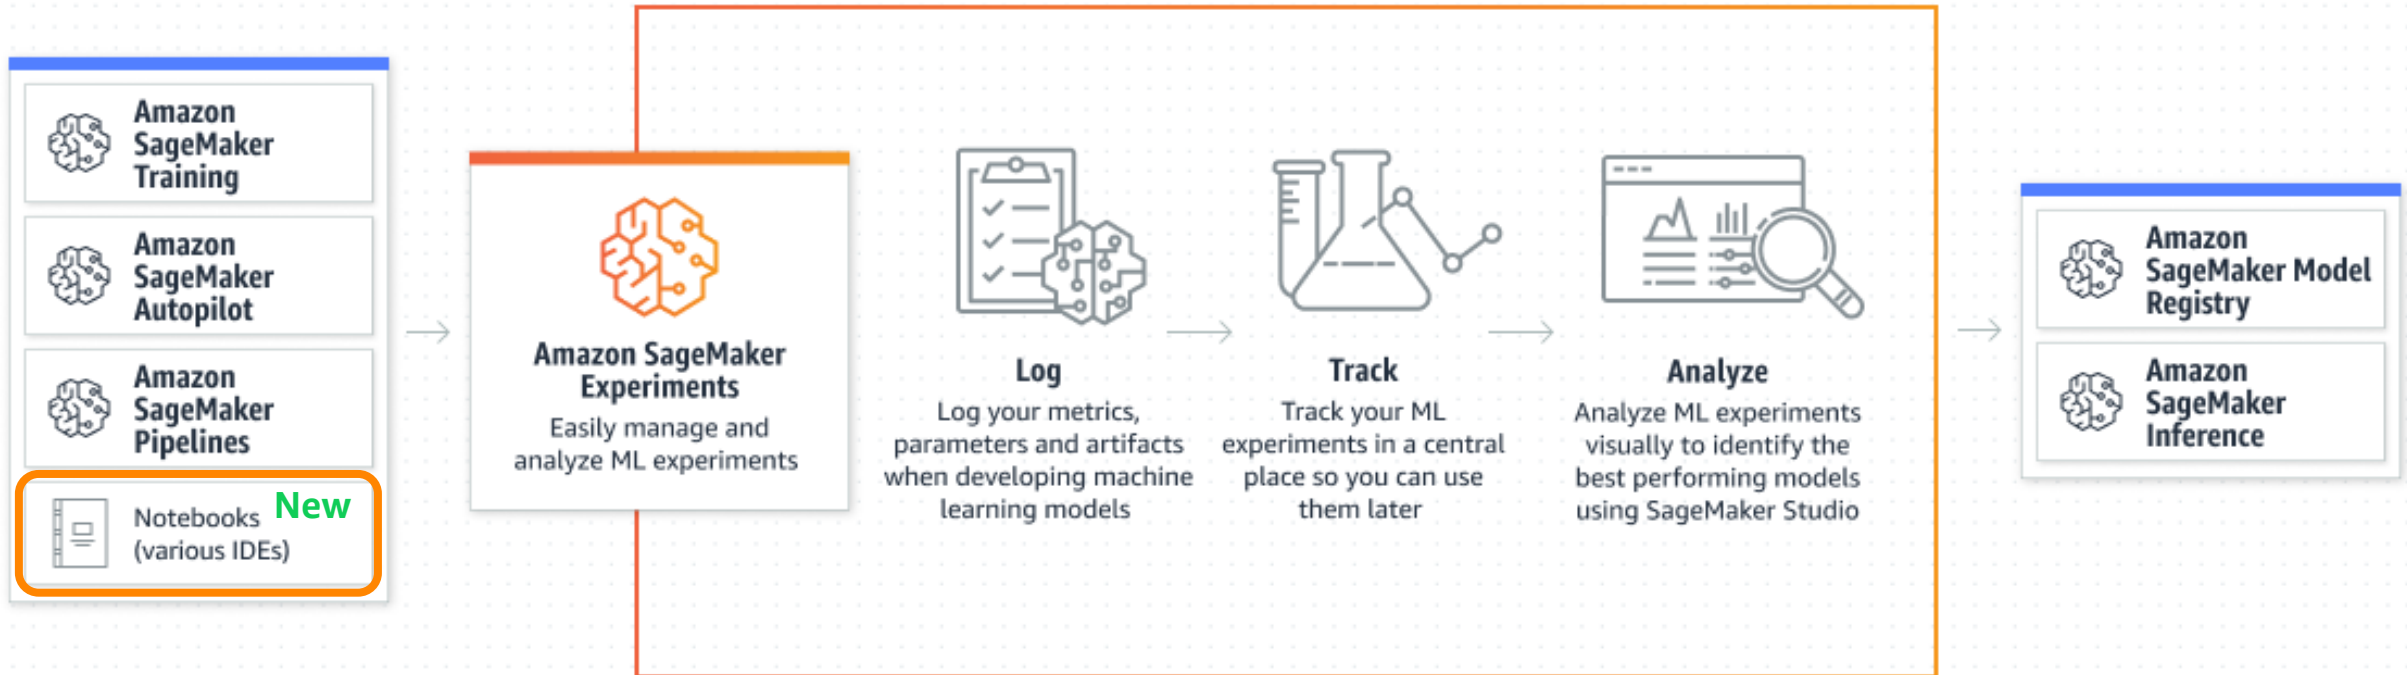 Amazon
SageMaker
Training
Amazon
SageMaker
Autopilot
Amazon
SageMaker
Pipelines
Notebooks New
(various IDEs)
Amazon SageMaker
Experiments
Easily manage and
analyze ML experiments
Log
Log your metrics,
parameters and artifacts
when developing machine
learning models
Track
Track your ML
experiments in a central
place so you can use
them later
Analyze
Analyze ML experiments
visually to identify the
best performing models
using SageMaker Studio
Amazon
SageMaker Model
Registry
Amazon
SageMaker
Inference